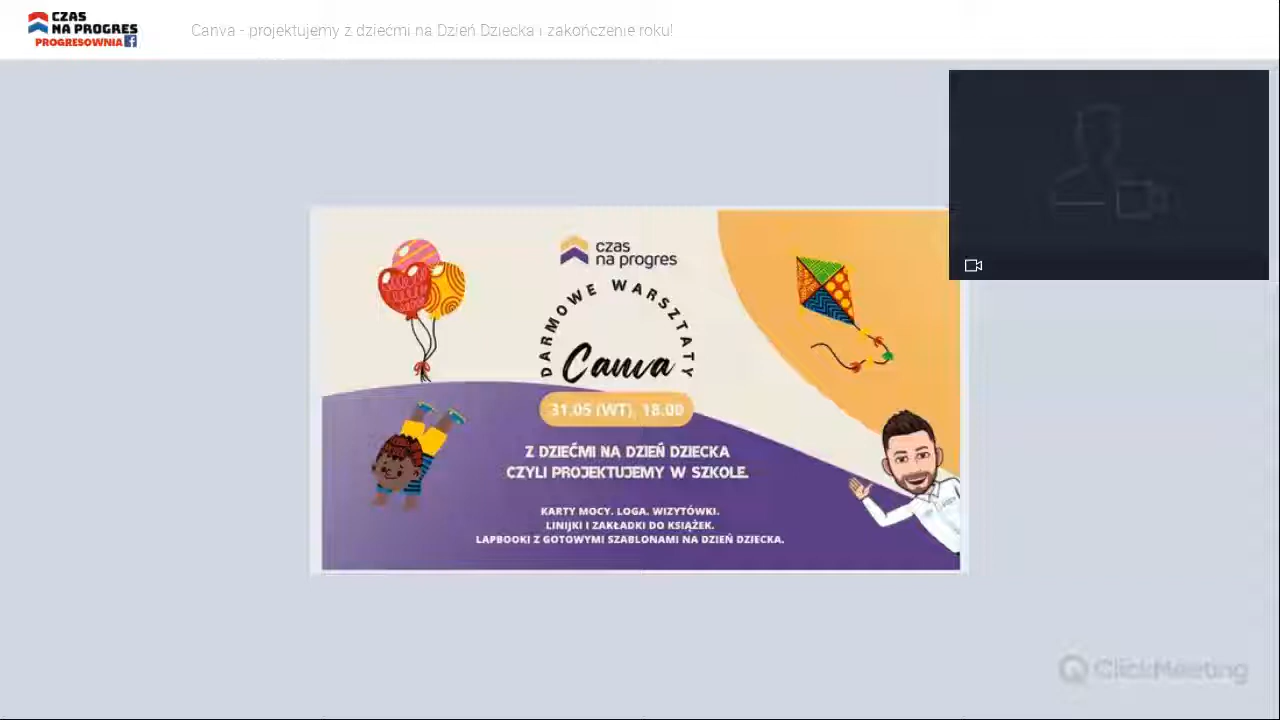 CZAS
NA PROGRES
PROGRESOWNIA
Canva - projektujemy z dziećmi na Dzień Dziecka i zakończenie roku!
czas
na progres
DARMOWE WARSZTATY
Canva
31.05 (WT), 18.00
Z DZIEĆMI NA DZIEŃ DZIECKA
CZYLI PROJEKTUJEMY W SZKOLE.
KARTY MOCY. LOGA. WIZYTÓWKI.
LINIJKI I ZAKŁADKI DO KSIĄŻEK.
LAPBOOKI Z GOTOWYMI SZABLONAMI NA DZIEŃ DZIECKA.
ClickMeeting